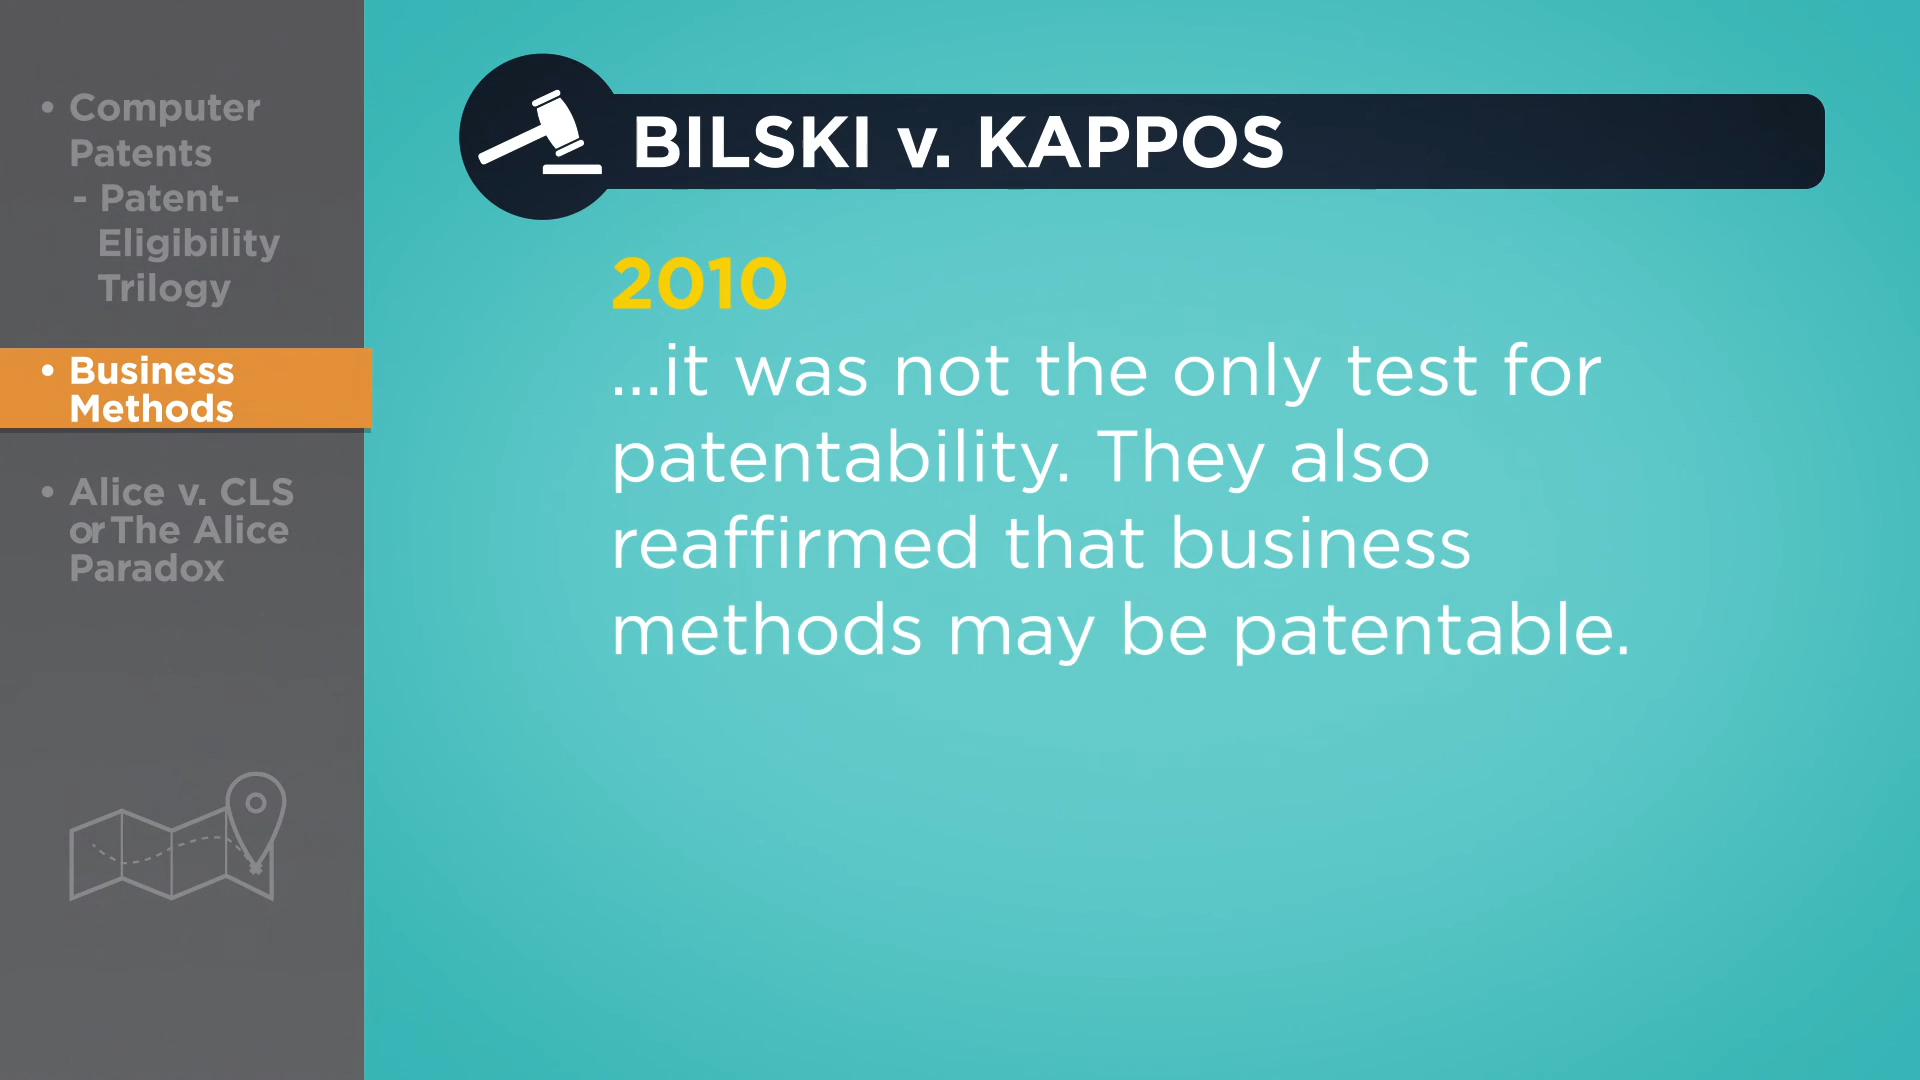 • Computer
Patents
- Patent-
Eligibility
Trilogy
• Business
Methods
• Alice v. CLS
or The Alice
Paradox
BILSKI v. KAPPOS
2010
...it was not the only test for
patentability. They also
reaffirmed that business
methods may be patentable.